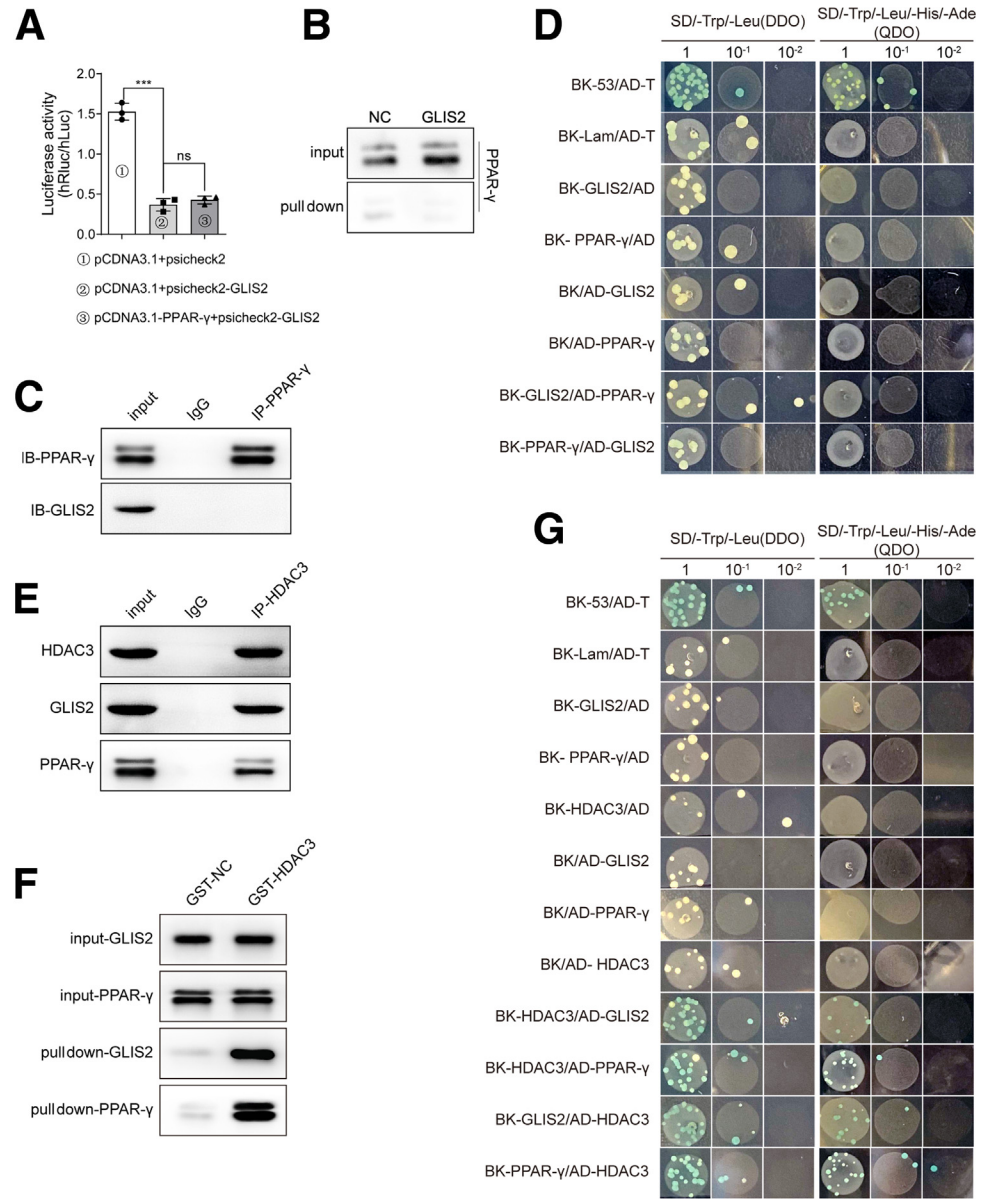 A
Luciferase activity
(hRluc/hLuc)
2.0
1.5
1.0
0.5
0.0
***
ns
①
②
③
① pCDNA3.1+psicheck2
② pCDNA3.1+psicheck2-GLIS2
③ pCDNA3.1-PPAR-γ+psicheck2-GLIS2
B
NC GLIS2
input
pull down
PPAR-γ
C
input IgG IP-PPAR-γ
IB-PPAR-γ
IB-GLIS2
D
SD/-Trp/-Leu(DDO) SD/-Trp/-Leu/-His/-Ade
(QDO)
1 10⁻¹ 10⁻² 1 10⁻¹ 10⁻²
BK-53/AD-T
BK-Lam/AD-T
BK-GLIS2/AD
BK- PPAR-γ/AD
BK/AD-GLIS2
BK/AD-PPAR-γ
BK-GLIS2/AD-PPAR-γ
BK-PPAR-γ/AD-GLIS2
E
input IgG IP-HDAC3
HDAC3
GLIS2
PPAR-γ
F
GST-NC GST-HDAC3
input-GLIS2
input-PPAR-γ
pull down-GLIS2
pull down-PPAR-γ
G
SD/-Trp/-Leu(DDO) SD/-Trp/-Leu/-His/-Ade
(QDO)
1 10⁻¹ 10⁻² 1 10⁻¹ 10⁻²
BK-53/AD-T
BK-Lam/AD-T
BK-GLIS2/AD
BK- PPAR-γ/AD
BK-HDAC3/AD
BK/AD-GLIS2
BK/AD-PPAR-γ
BK/AD- HDAC3
BK-HDAC3/AD-GLIS2
BK-HDAC3/AD-PPAR-γ
BK-GLIS2/AD-HDAC3
BK-PPAR-γ/AD-HDAC3